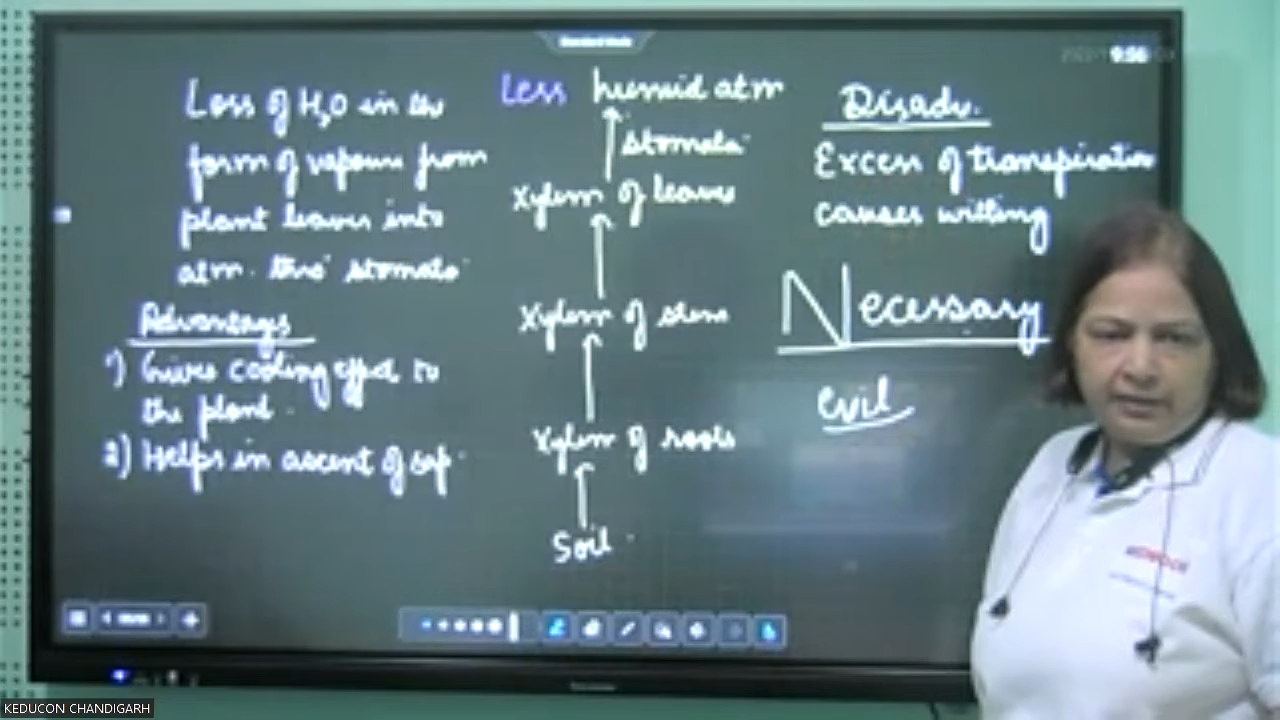 Loss of H2O in the
form of vapours from
plant leaves into
atm. thro' stomata
Advantages
1) Gives cooling effect to
the plant.
2) Helps in ascent of sap.
Less humid atm
stomata
Xylem of leaves
Xylem of stem
Xylem of roots
Soil
Disadv.
Excess of transpiration
causes wilting
Necessary
evil
9:56
KEDUCON CHANDIGARH